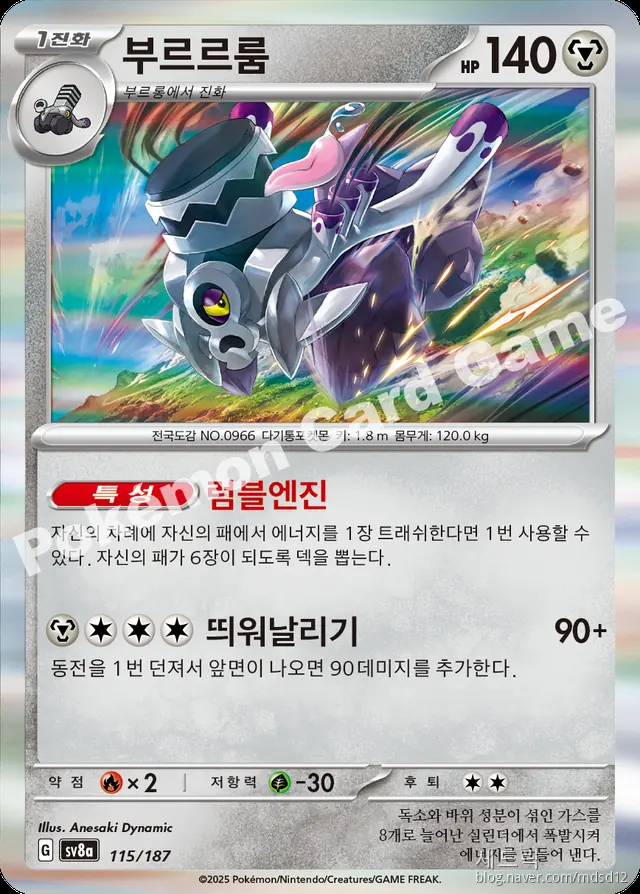 1진화
부르르룸
HP 140
부르롱에서 진화
전국도감 NO.0966 다기통포켓몬 키: 1.8 m 몸무게: 120.0 kg
특성 럼블엔진
자신의 차례에 자신의 패에서 에너지를 1장 트래쉬한다면 1번 사용할 수
있다. 자신의 패가 6장이 되도록 덱을 뽑는다.
띄워날리기 90+
동전을 1번 던져서 앞면이 나오면 90데미지를 추가한다.
약점 ×2 저항력 -30 후퇴
Illus. Anesaki Dynamic
G sv8a 115/187
독소와 바위 성분이 섞인 가스를
8개로 늘어난 실린더에서 폭발시켜
에너지를 만들어 낸다.
©2025 Pokémon/Nintendo/Creatures/GAME FREAK.
Pokémon Card Game
blog.naver.com/mdsd12